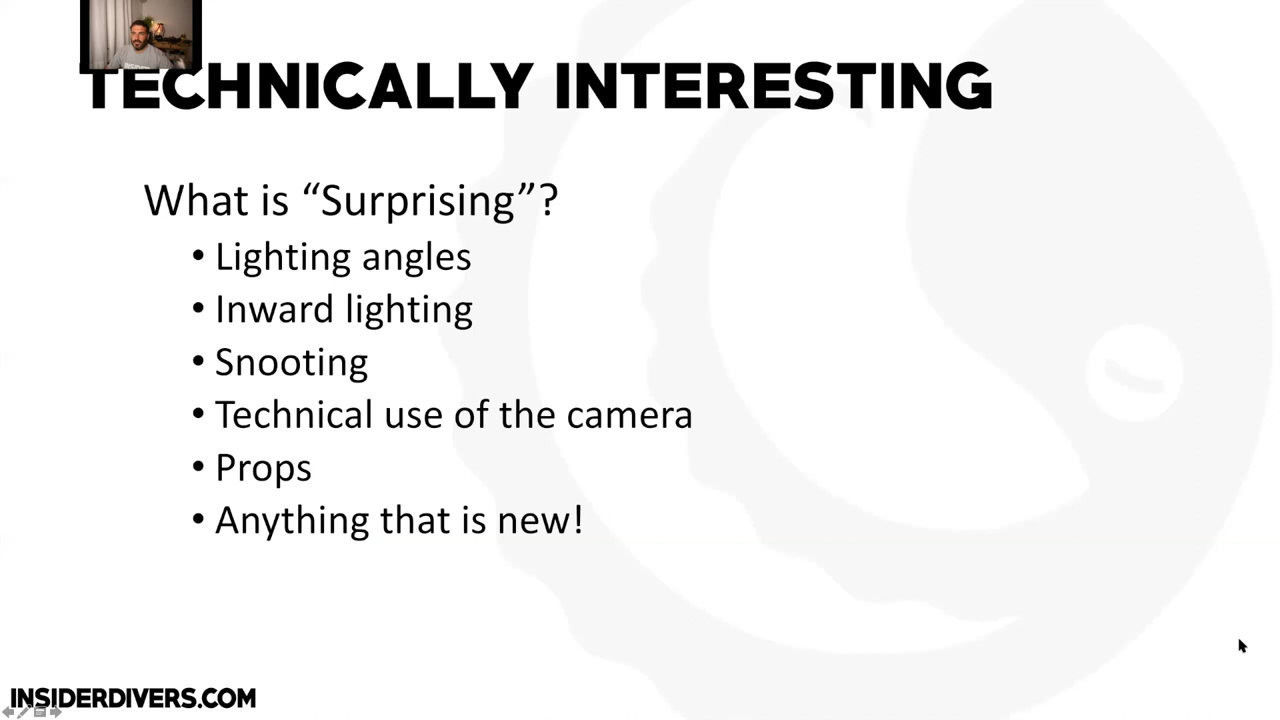 TECHNICALLY INTERESTING
What is “Surprising”?
• Lighting angles
• Inward lighting
• Snooting
• Technical use of the camera
• Props
• Anything that is new!
INSIDERDIVERS.COM